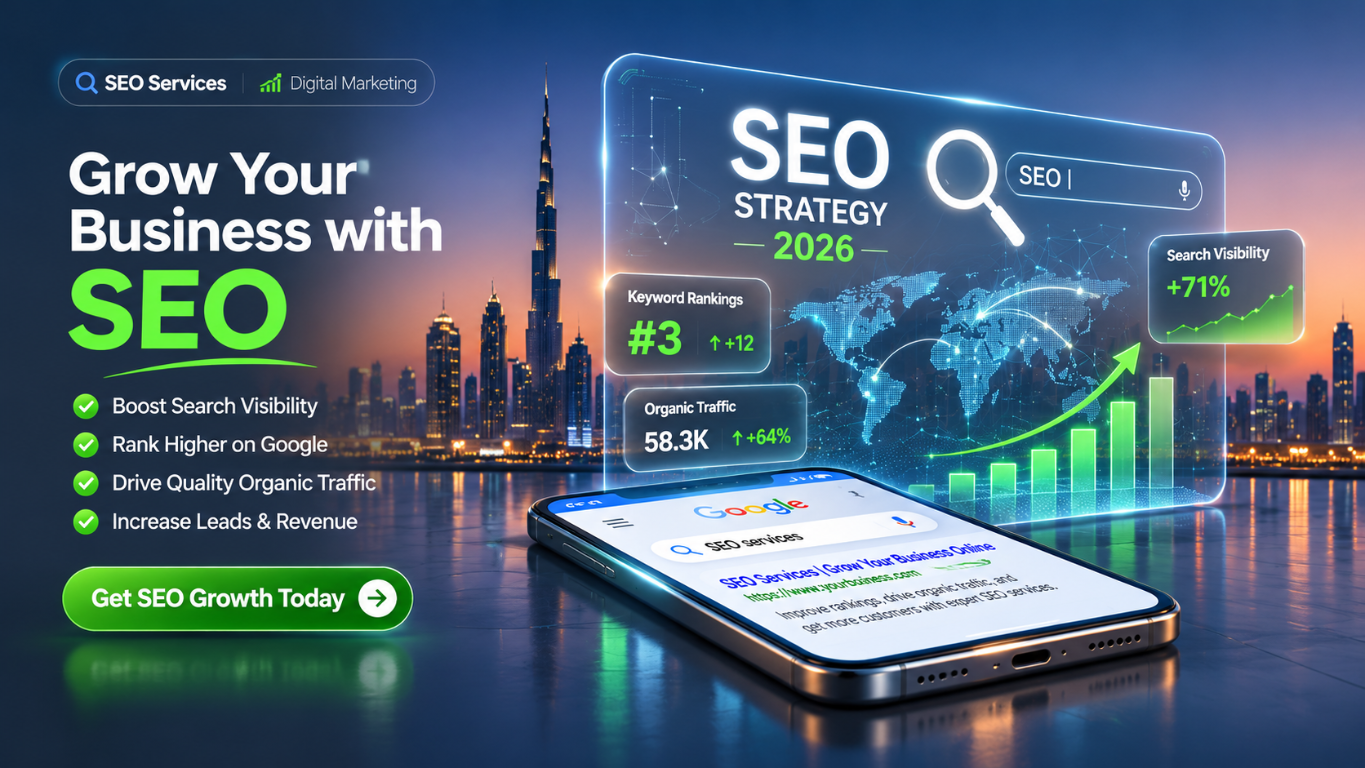 SEO Services | Digital Marketing
Grow Your
Business with
SEO
Boost Search Visibility
Rank Higher on Google
Drive Quality Organic Traffic
Increase Leads & Revenue
Get SEO Growth Today
SEO
STRATEGY
2026
SEO |
Search Visibility
+71%
Keyword Rankings
#3 ↑ +12
Organic Traffic
58.3K ↑ +64%
Google
SEO services
SEO Services | Grow Your Business Online
https://www.yourbuiness.com
Improve rankings, drive organic traffic, and
get more customers with expert SEO services.